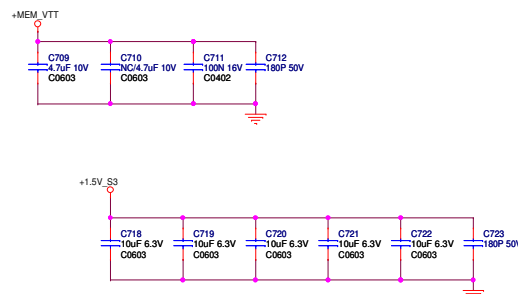 +MEM_VTT
C709 C710 C711 C712
4.7uF 10V NC/4.7uF 10V 100N 16V 180P 50V
C0603 C0603 C0402
+1.5V_S3
C718 C719 C720 C721 C722 C723
10uF 6.3V 10uF 6.3V 10uF 6.3V 10uF 6.3V 10uF 6.3V 180P 50V
C0603 C0603 C0603 C0603 C0603